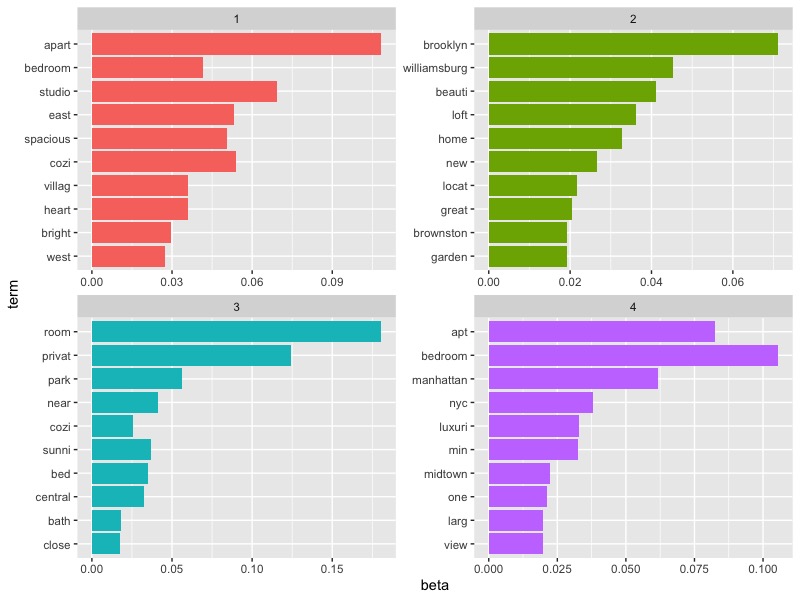 1
apart
bedroom
studio
east
spacious
cozi
villag
heart
bright
west
0.00 0.03 0.06 0.09
2
brooklyn
williamsburg
beauti
loft
home
new
locat
great
brownston
garden
0.00 0.02 0.04 0.06
3
room
privat
park
near
cozi
sunni
bed
central
bath
close
0.00 0.05 0.10 0.15
4
apt
bedroom
manhattan
nyc
luxuri
min
midtown
one
larg
view
0.000 0.025 0.050 0.075 0.100
term
beta